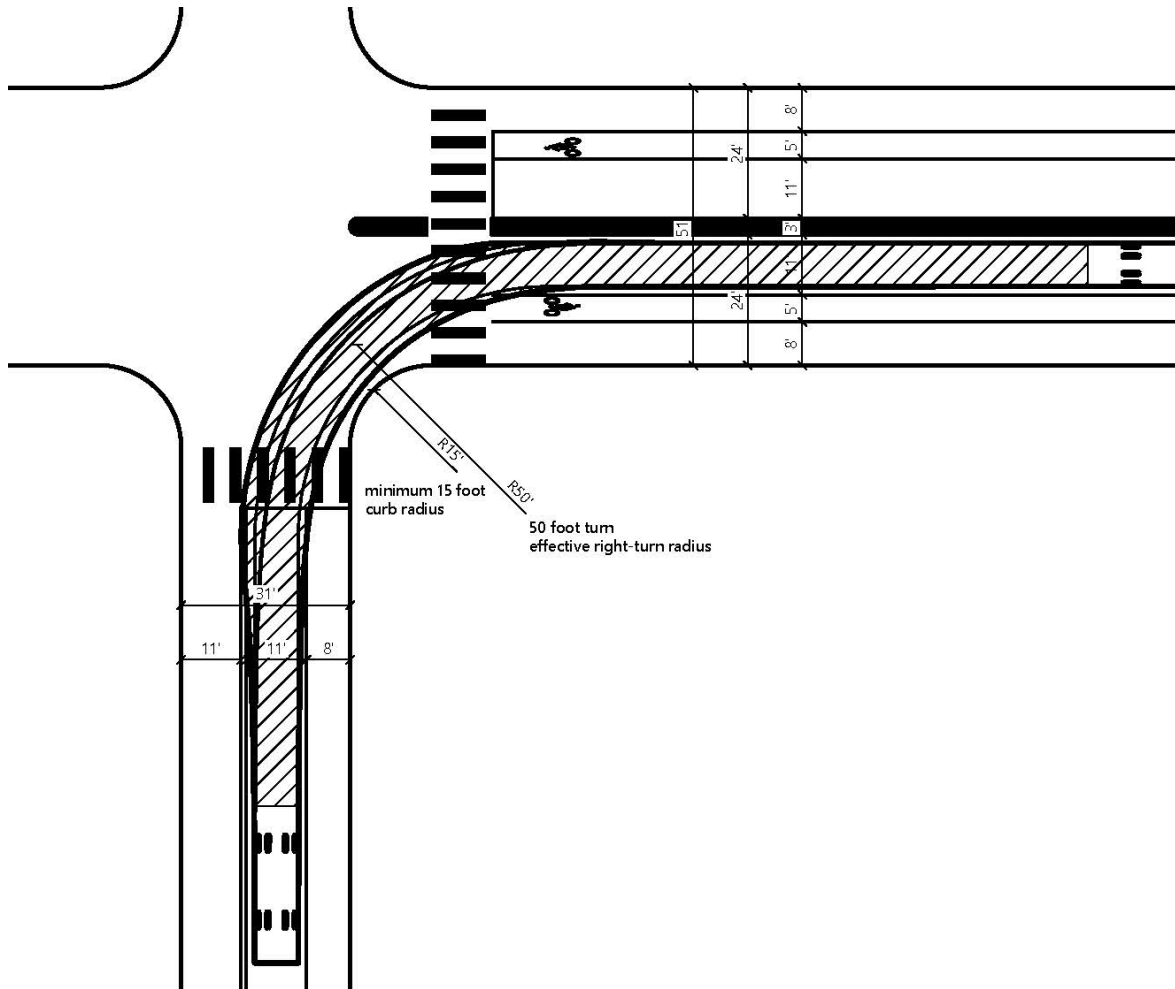 8'
5'
24'
11'
51
3'
11
24'
5'
8'
R15'
R50'
minimum 15 foot
curb radius
50 foot turn
effective right-turn radius
31'
11'
11'
8'